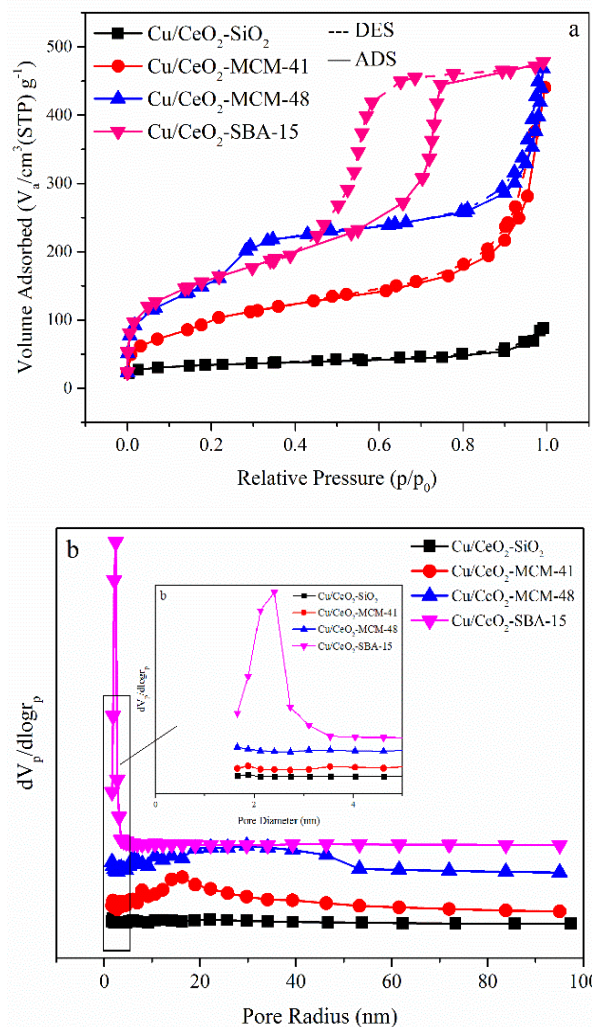 Cu/CeO2-SiO2
Cu/CeO2-MCM-41
Cu/CeO2-MCM-48
Cu/CeO2-SBA-15
DES
ADS
a
500
400
300
200
100
0
Volume Adsorbed (Va/cm3(STP) g-1)
0.0 0.2 0.4 0.6 0.8 1.0
Relative Pressure (p/p0)
b
Cu/CeO2-SiO2
Cu/CeO2-MCM-41
Cu/CeO2-MCM-48
Cu/CeO2-SBA-15
b
Cu/CeO2-SiO2
Cu/CeO2-MCM-41
Cu/CeO2-MCM-48
Cu/CeO2-SBA-15
dVp/dlogrp
0 2 4
Pore Diameter (nm)
dVp/dlogrp
0 20 40 60 80 100
Pore Radius (nm)